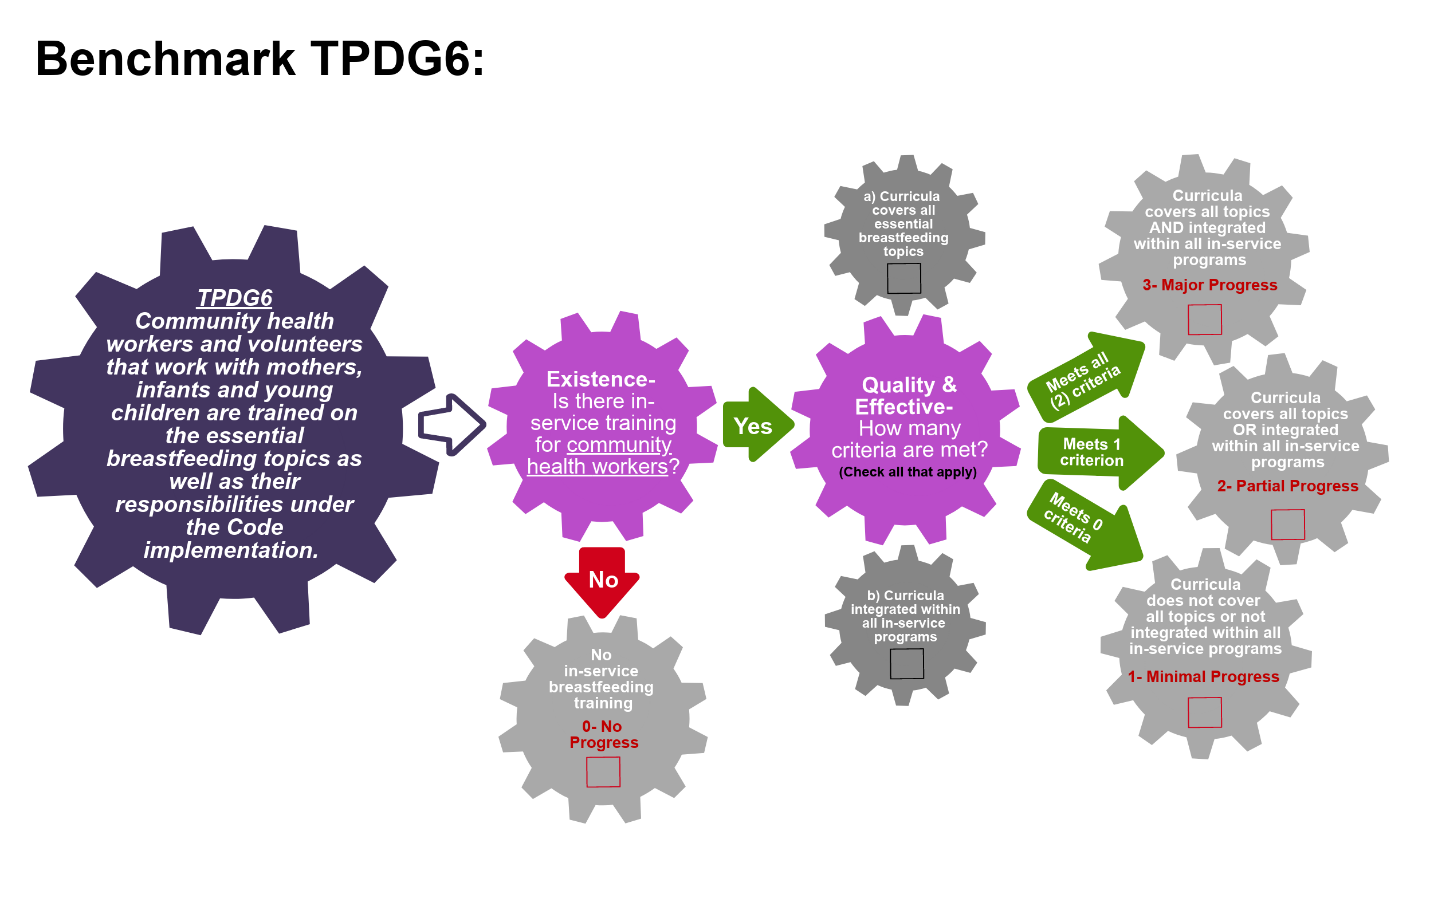 Benchmark TPDG6:
TPDG6
Community health
workers and volunteers
that work with mothers,
infants and young
children are trained on
the essential
breastfeeding topics as
well as their
responsibilities under
the Code
implementation.
Existence-
Is there in-
service training
for community
health workers?
Yes
No
No
in-service
breastfeeding
training
0- No
Progress
a) Curricula
covers all
essential
breastfeeding
topics
Quality &
Effective-
How many
criteria are met?
(Check all that apply)
b) Curricula
integrated within
all in-service
programs
Meets all
(2) criteria
Meets 1
criterion
Meets 0
criteria
Curricula
covers all topics
AND integrated
within all in-service
programs
3- Major Progress
Curricula
covers all topics
OR integrated
within all in-service
programs
2- Partial Progress
Curricula
does not cover
all topics or not
integrated within all
in-service programs
1- Minimal Progress